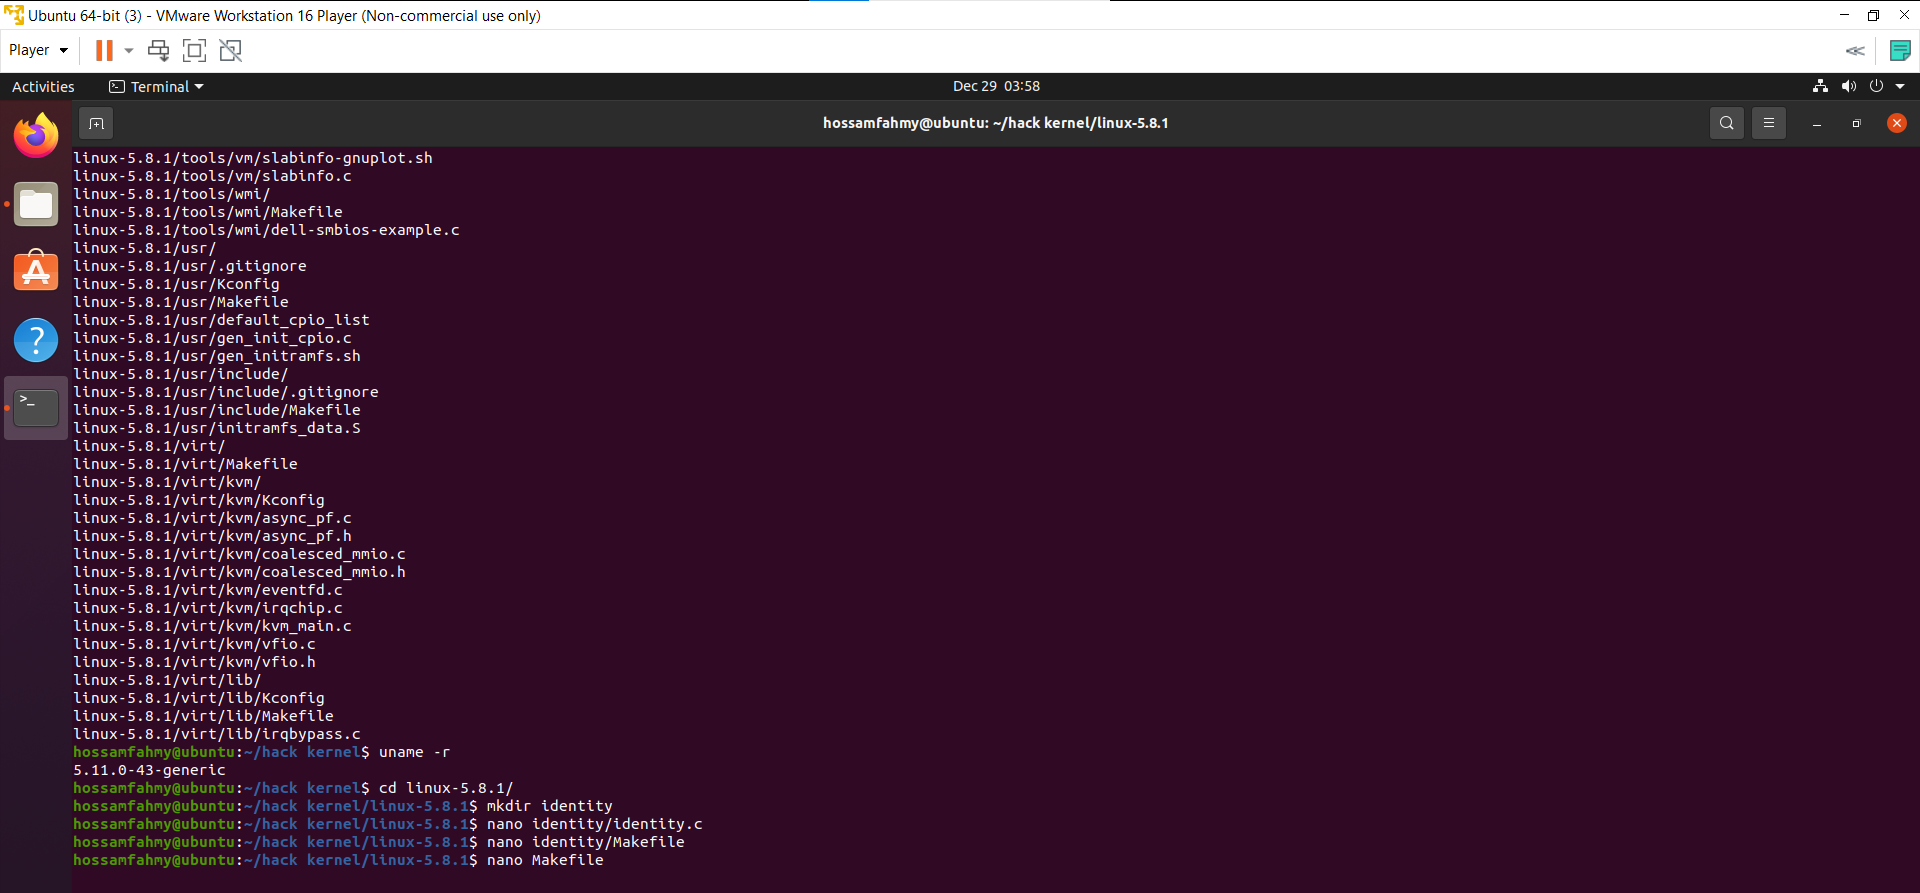 Ubuntu 64-bit (3) - VMware Workstation 16 Player (Non-commercial use only)
Player
Activities
Terminal
Dec 29 03:58
hossamfahmy@ubuntu: ~/hack kernel/linux-5.8.1
linux-5.8.1/tools/vm/slabinfo-gnuplot.sh
linux-5.8.1/tools/vm/slabinfo.c
linux-5.8.1/tools/wmi/
linux-5.8.1/tools/wmi/Makefile
linux-5.8.1/tools/wmi/dell-smbios-example.c
linux-5.8.1/usr/
linux-5.8.1/usr/.gitignore
linux-5.8.1/usr/Kconfig
linux-5.8.1/usr/Makefile
linux-5.8.1/usr/default_cpio_list
linux-5.8.1/usr/gen_init_cpio.c
linux-5.8.1/usr/gen_initramfs.sh
linux-5.8.1/usr/include/
linux-5.8.1/usr/include/.gitignore
linux-5.8.1/usr/include/Makefile
linux-5.8.1/usr/initramfs_data.S
linux-5.8.1/virt/
linux-5.8.1/virt/Makefile
linux-5.8.1/virt/kvm/
linux-5.8.1/virt/kvm/Kconfig
linux-5.8.1/virt/kvm/async_pf.c
linux-5.8.1/virt/kvm/async_pf.h
linux-5.8.1/virt/kvm/coalesced_mmio.c
linux-5.8.1/virt/kvm/coalesced_mmio.h
linux-5.8.1/virt/kvm/eventfd.c
linux-5.8.1/virt/kvm/irqchip.c
linux-5.8.1/virt/kvm/kvm_main.c
linux-5.8.1/virt/kvm/vfio.c
linux-5.8.1/virt/kvm/vfio.h
linux-5.8.1/virt/lib/
linux-5.8.1/virt/lib/Kconfig
linux-5.8.1/virt/lib/Makefile
linux-5.8.1/virt/lib/irqbypass.c
hossamfahmy@ubuntu:~/hack kernel$ uname -r
5.11.0-43-generic
hossamfahmy@ubuntu:~/hack kernel$ cd linux-5.8.1/
hossamfahmy@ubuntu:~/hack kernel/linux-5.8.1$ mkdir identity
hossamfahmy@ubuntu:~/hack kernel/linux-5.8.1$ nano identity/identity.c
hossamfahmy@ubuntu:~/hack kernel/linux-5.8.1$ nano identity/Makefile
hossamfahmy@ubuntu:~/hack kernel/linux-5.8.1$ nano Makefile